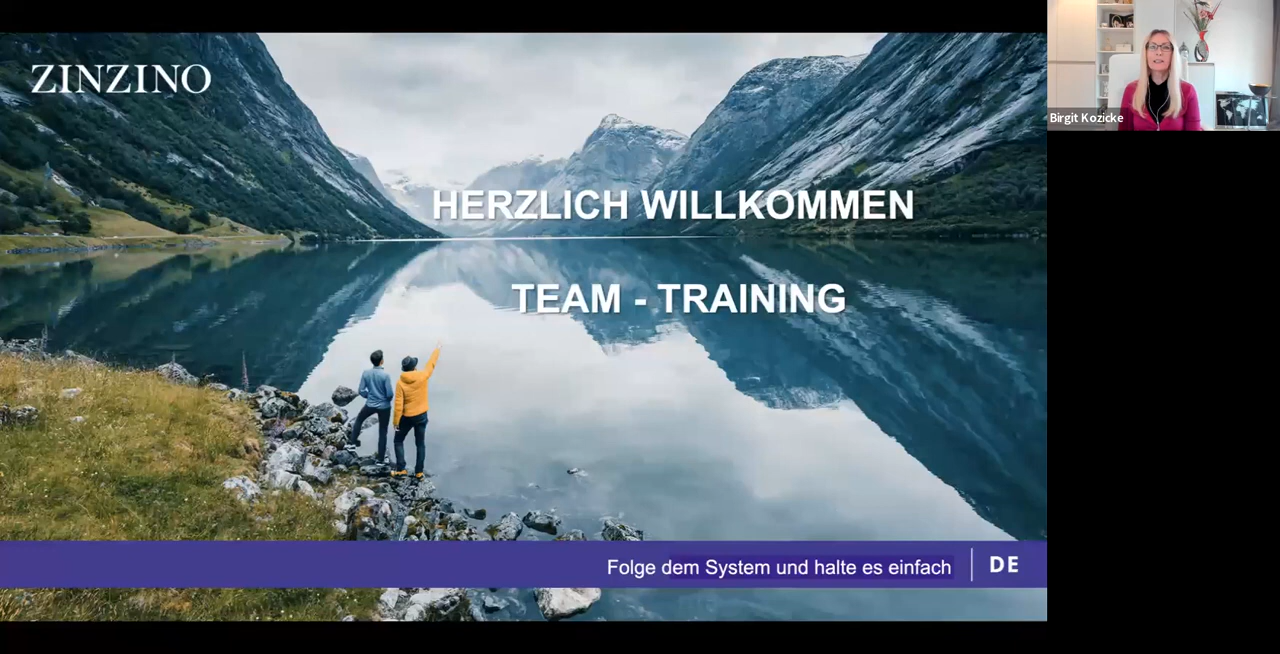 ZINZINO
Birgit Kozicke
HERZLICH WILLKOMMEN
TEAM - TRAINING
Folge dem System und halte es einfach
DE